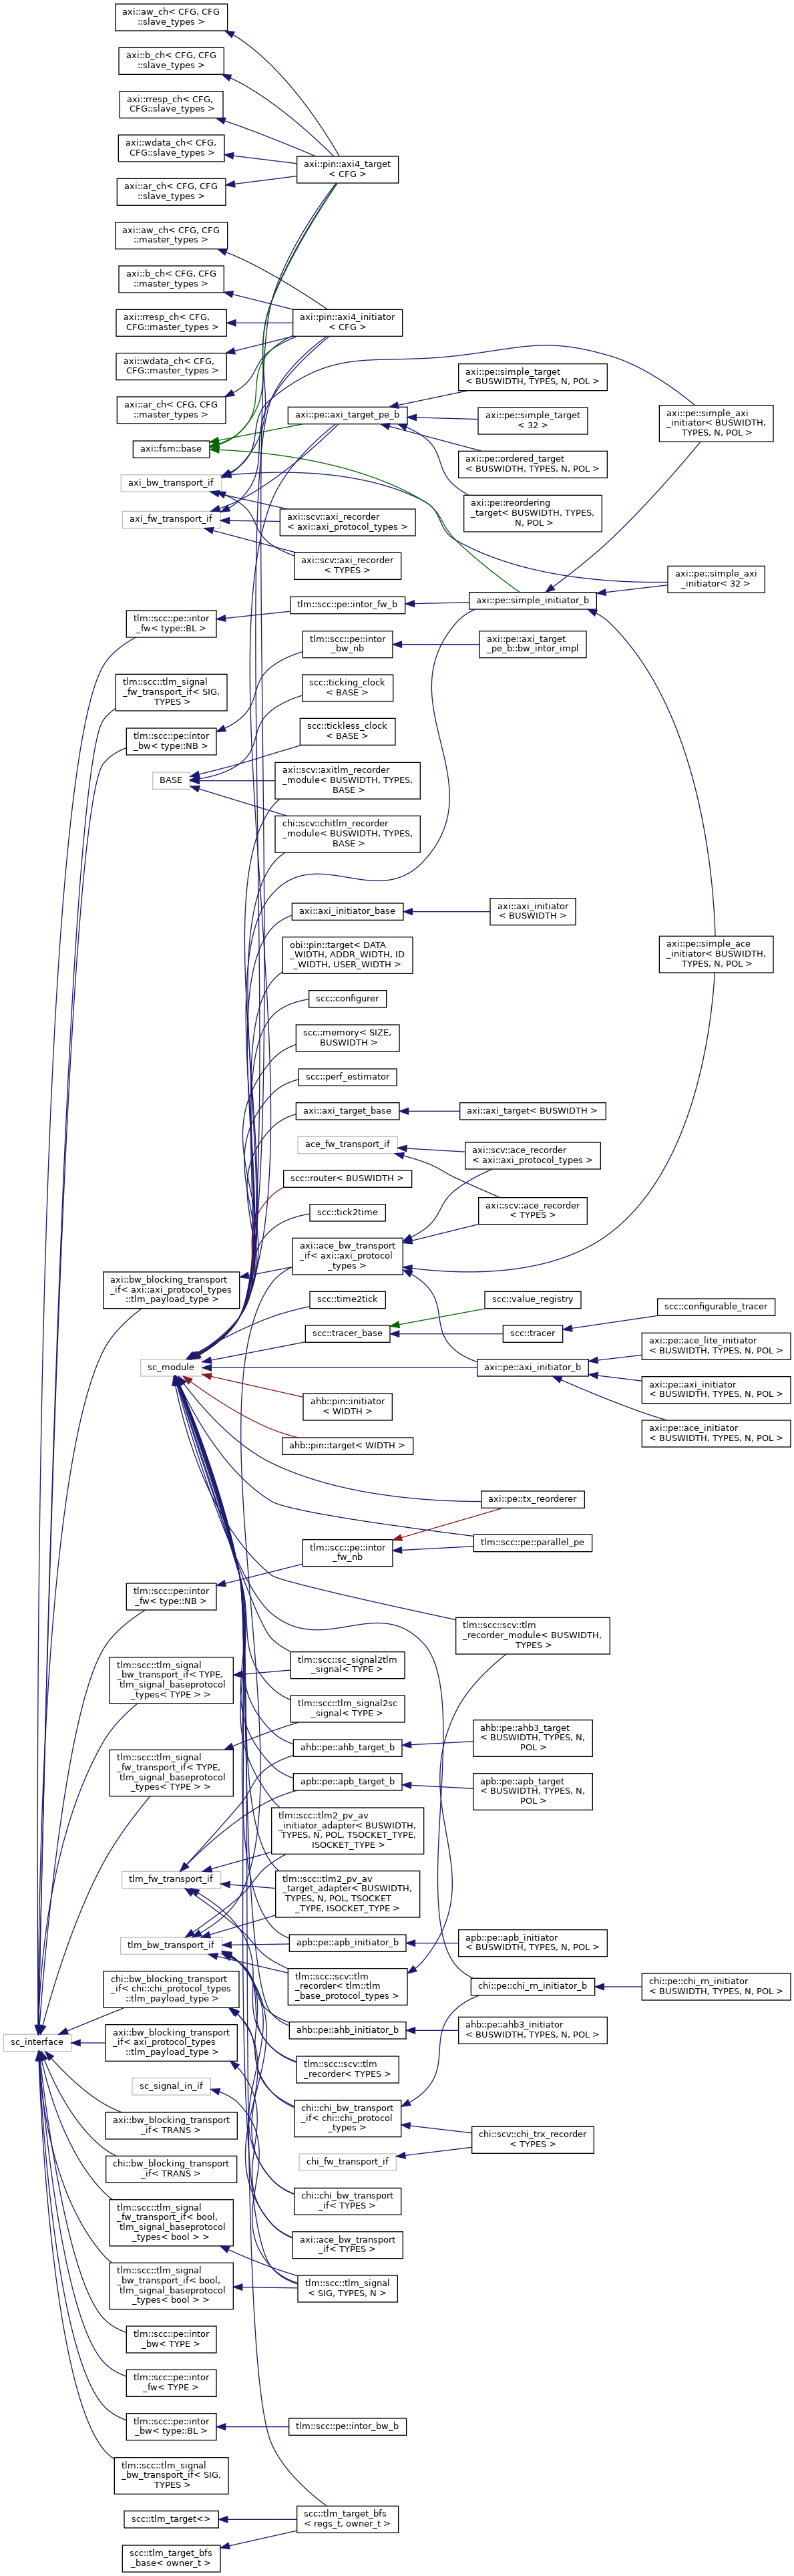 axi::aw_ch< CFG, CFG
::slave_types >
axi::b_ch< CFG, CFG
::slave_types >
axi::rresp_ch< CFG,
CFG::slave_types >
axi::wdata_ch< CFG,
CFG::slave_types >
axi::pin::axi4_target
< CFG >
axi::ar_ch< CFG, CFG
::slave_types >
axi::aw_ch< CFG, CFG
::master_types >
axi::b_ch< CFG, CFG
::master_types >
axi::rresp_ch< CFG,
CFG::master_types >
axi::pin::axi4_initiator
< CFG >
axi::wdata_ch< CFG,
CFG::master_types >
axi::pe::simple_target
< BUSWIDTH, TYPES, N, POL >
axi::ar_ch< CFG, CFG
::master_types >
axi::pe::axi_target_pe_b
axi::pe::simple_target
< 32 >
axi::pe::simple_axi
_initiator< BUSWIDTH,
TYPES, N, POL >
axi::fsm::base
axi::pe::ordered_target
< BUSWIDTH, TYPES, N, POL >
axi_bw_transport_if
axi::pe::reordering
_target< BUSWIDTH, TYPES,
N, POL >
axi_fw_transport_if
axi::scv::axi_recorder
< axi::axi_protocol_types >
axi::scv::axi_recorder
< TYPES >
axi::pe::simple_axi
_initiator< 32 >
axi::pe::simple_initiator_b
tlm::scc::pe::intor
_fw< type::BL >
tlm::scc::pe::intor_fw_b
tlm::scc::pe::intor
_bw_nb
axi::pe::axi_target
_pe_b::bw_intor_impl
tlm::scc::tlm_signal
_fw_transport_if< SIG,
TYPES >
scc::ticking_clock
< BASE >
tlm::scc::pe::intor
_bw< type::NB >
scc::tickless_clock
< BASE >
BASE
axi::scv::axitlm_recorder
_module< BUSWIDTH, TYPES,
BASE >
chi::scv::chitlm_recorder
_module< BUSWIDTH, TYPES,
BASE >
axi::axi_initiator_base
axi::axi_initiator
< BUSWIDTH >
obi::pin::target< DATA
_WIDTH, ADDR_WIDTH, ID
_WIDTH, USER_WIDTH >
axi::pe::simple_ace
_initiator< BUSWIDTH,
TYPES, N, POL >
scc::configurer
scc::memory< SIZE,
BUSWIDTH >
scc::perf_estimator
axi::axi_target_base
axi::axi_target< BUSWIDTH >
ace_fw_transport_if
axi::scv::ace_recorder
< axi::axi_protocol_types >
scc::router< BUSWIDTH >
axi::scv::ace_recorder
< TYPES >
scc::tick2time
axi::ace_bw_transport
_if< axi::axi_protocol
_types >
axi::bw_blocking_transport
_if< axi::axi_protocol_types
::tlm_payload_type >
scc::time2tick
scc::value_registry
scc::configurable_tracer
scc::tracer_base
scc::tracer
axi::pe::ace_lite_initiator
< BUSWIDTH, TYPES, N, POL >
sc_module
axi::pe::axi_initiator_b
axi::pe::axi_initiator
< BUSWIDTH, TYPES, N, POL >
ahb::pin::initiator
< WIDTH >
axi::pe::ace_initiator
< BUSWIDTH, TYPES, N, POL >
ahb::pin::target< WIDTH >
axi::pe::tx_reorderer
tlm::scc::pe::intor
_fw_nb
tlm::scc::pe::parallel_pe
tlm::scc::pe::intor
_fw< type::NB >
tlm::scc::scv::tlm
_recorder_module< BUSWIDTH,
TYPES >
tlm::scc::tlm_signal
_bw_transport_if< TYPE,
tlm_signal_baseprotocol
_types< TYPE > >
tlm::scc::sc_signal2tlm
_signal< TYPE >
tlm::scc::tlm_signal2sc
_signal< TYPE >
tlm::scc::tlm_signal
_fw_transport_if< TYPE,
tlm_signal_baseprotocol
_types< TYPE > >
ahb::pe::ahb_target_b
ahb::pe::ahb3_target
< BUSWIDTH, TYPES, N,
POL >
apb::pe::apb_target_b
apb::pe::apb_target
< BUSWIDTH, TYPES, N,
POL >
tlm::scc::tlm2_pv_av
_initiator_adapter< BUSWIDTH,
TYPES, N, POL, TSOCKET_TYPE,
ISOCKET_TYPE >
tlm_fw_transport_if
tlm::scc::tlm2_pv_av
_target_adapter< BUSWIDTH,
TYPES, N, POL, TSOCKET
_TYPE, ISOCKET_TYPE >
tlm_bw_transport_if
apb::pe::apb_initiator_b
apb::pe::apb_initiator
< BUSWIDTH, TYPES, N, POL >
chi::bw_blocking_transport
_if< chi::chi_protocol_types
::tlm_payload_type >
tlm::scc::scv::tlm
_recorder< tlm::tlm
_base_protocol_types >
chi::pe::chi_rn_initiator_b
chi::pe::chi_rn_initiator
< BUSWIDTH, TYPES, N, POL >
sc_interface
axi::bw_blocking_transport
_if< axi_protocol_types
::tlm_payload_type >
ahb::pe::ahb_initiator_b
ahb::pe::ahb3_initiator
< BUSWIDTH, TYPES, N, POL >
tlm::scc::scv::tlm
_recorder< TYPES >
sc_signal_in_if
axi::bw_blocking_transport
_if< TRANS >
chi::chi_bw_transport
_if< chi::chi_protocol
_types >
chi::scv::chi_trx_recorder
< TYPES >
chi::bw_blocking_transport
_if< TRANS >
chi_fw_transport_if
chi::chi_bw_transport
_if< TYPES >
tlm::scc::tlm_signal
_fw_transport_if< bool,
tlm_signal_baseprotocol
_types< bool > >
axi::ace_bw_transport
_if< TYPES >
tlm::scc::tlm_signal
_bw_transport_if< bool,
tlm_signal_baseprotocol
_types< bool > >
tlm::scc::tlm_signal
< SIG, TYPES, N >
tlm::scc::pe::intor
_bw< TYPE >
tlm::scc::pe::intor
_fw< TYPE >
tlm::scc::pe::intor
_bw< type::BL >
tlm::scc::pe::intor_bw_b
tlm::scc::tlm_signal
_bw_transport_if< SIG,
TYPES >
scc::tlm_target<>
scc::tlm_target_bfs
< regs_t, owner_t >
scc::tlm_target_bfs
_base< owner_t >